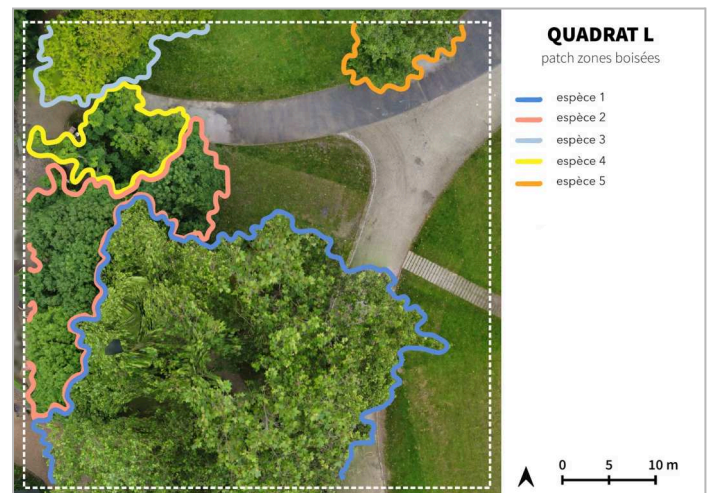 QUADRAT L
patch zones boisées
espèce 1
espèce 2
espèce 3
espèce 4
espèce 5
0 5 10 m